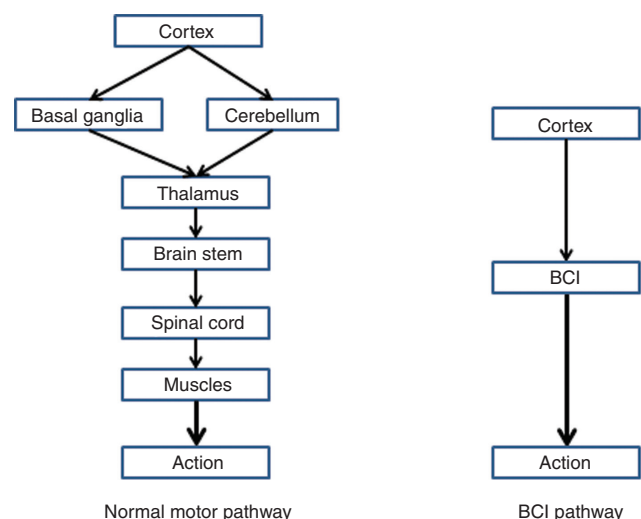 Cortex
Basal ganglia
Cerebellum
Thalamus
Brain stem
Spinal cord
Muscles
Action
Normal motor pathway
Cortex
BCI
Action
BCI pathway